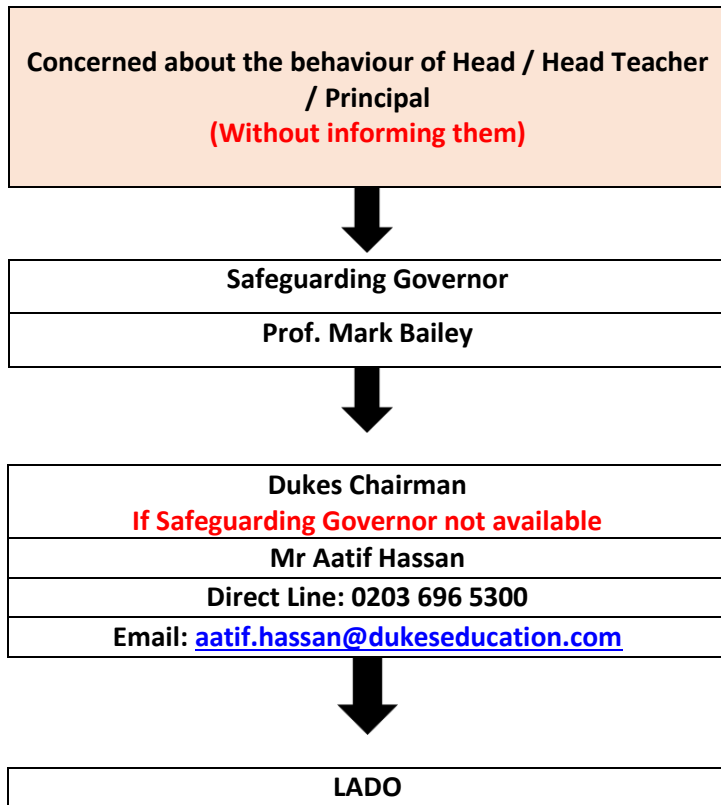 Concerned about the behaviour of Head / Head Teacher
/ Principal
(Without informing them)
Safeguarding Governor
Prof. Mark Bailey
Dukes Chairman
If Safeguarding Governor not available
Mr Aatif Hassan
Direct Line: 0203 696 5300
Email: aatif.hassan@dukeseducation.com
LADO